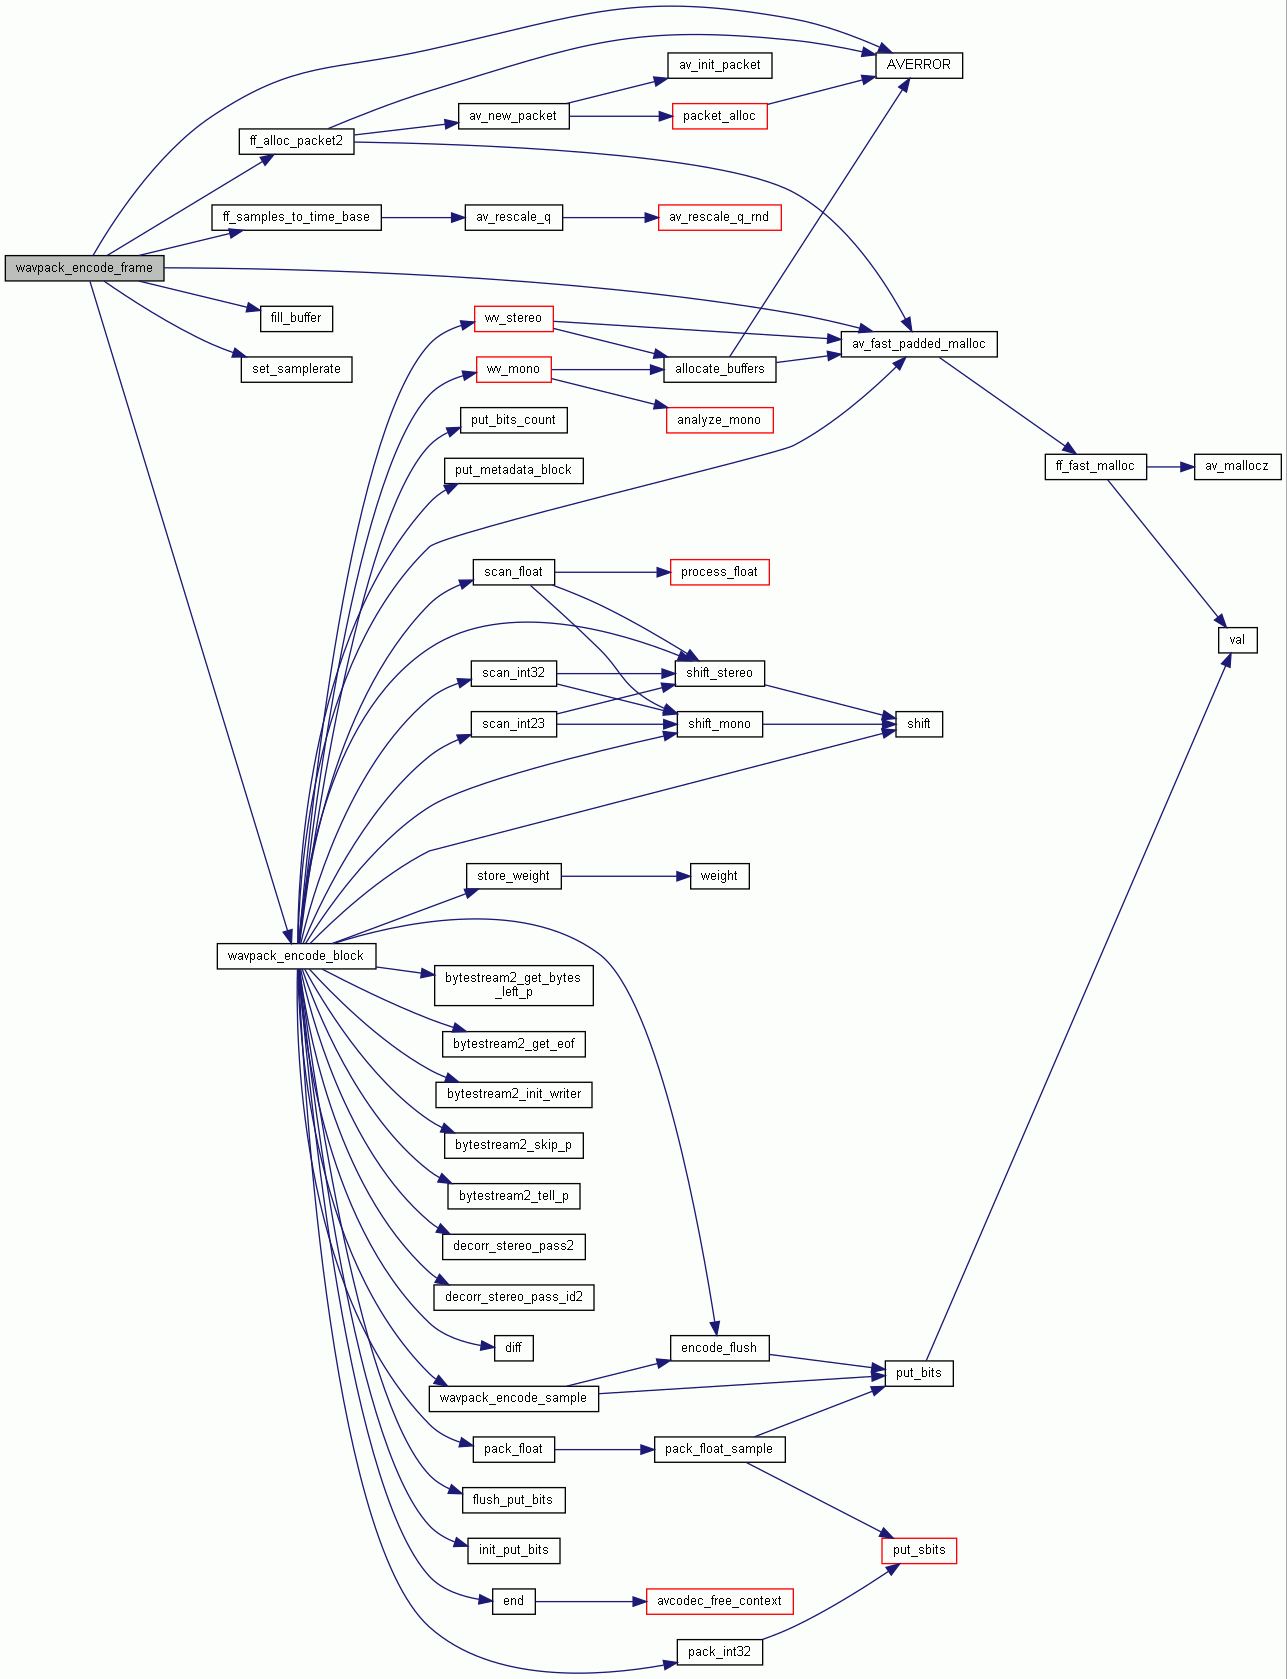 AVERROR
av_init_packet
av_new_packet
packet_alloc
ff_alloc_packet2
ff_samples_to_time_base
av_rescale_q
av_rescale_q_rnd
wavpack_encode_frame
fill_buffer
wv_stereo
av_fast_padded_malloc
set_samplerate
wv_mono
allocate_buffers
put_bits_count
analyze_mono
put_metadata_block
ff_fast_malloc
av_mallocz
scan_float
process_float
val
scan_int32
shift_stereo
scan_int23
shift_mono
shift
store_weight
weight
wavpack_encode_block
bytestream2_get_bytes
_left_p
bytestream2_get_eof
bytestream2_init_writer
bytestream2_skip_p
bytestream2_tell_p
decorr_stereo_pass2
decorr_stereo_pass_id2
diff
encode_flush
put_bits
wavpack_encode_sample
pack_float
pack_float_sample
flush_put_bits
init_put_bits
put_sbits
end
avcodec_free_context
pack_int32